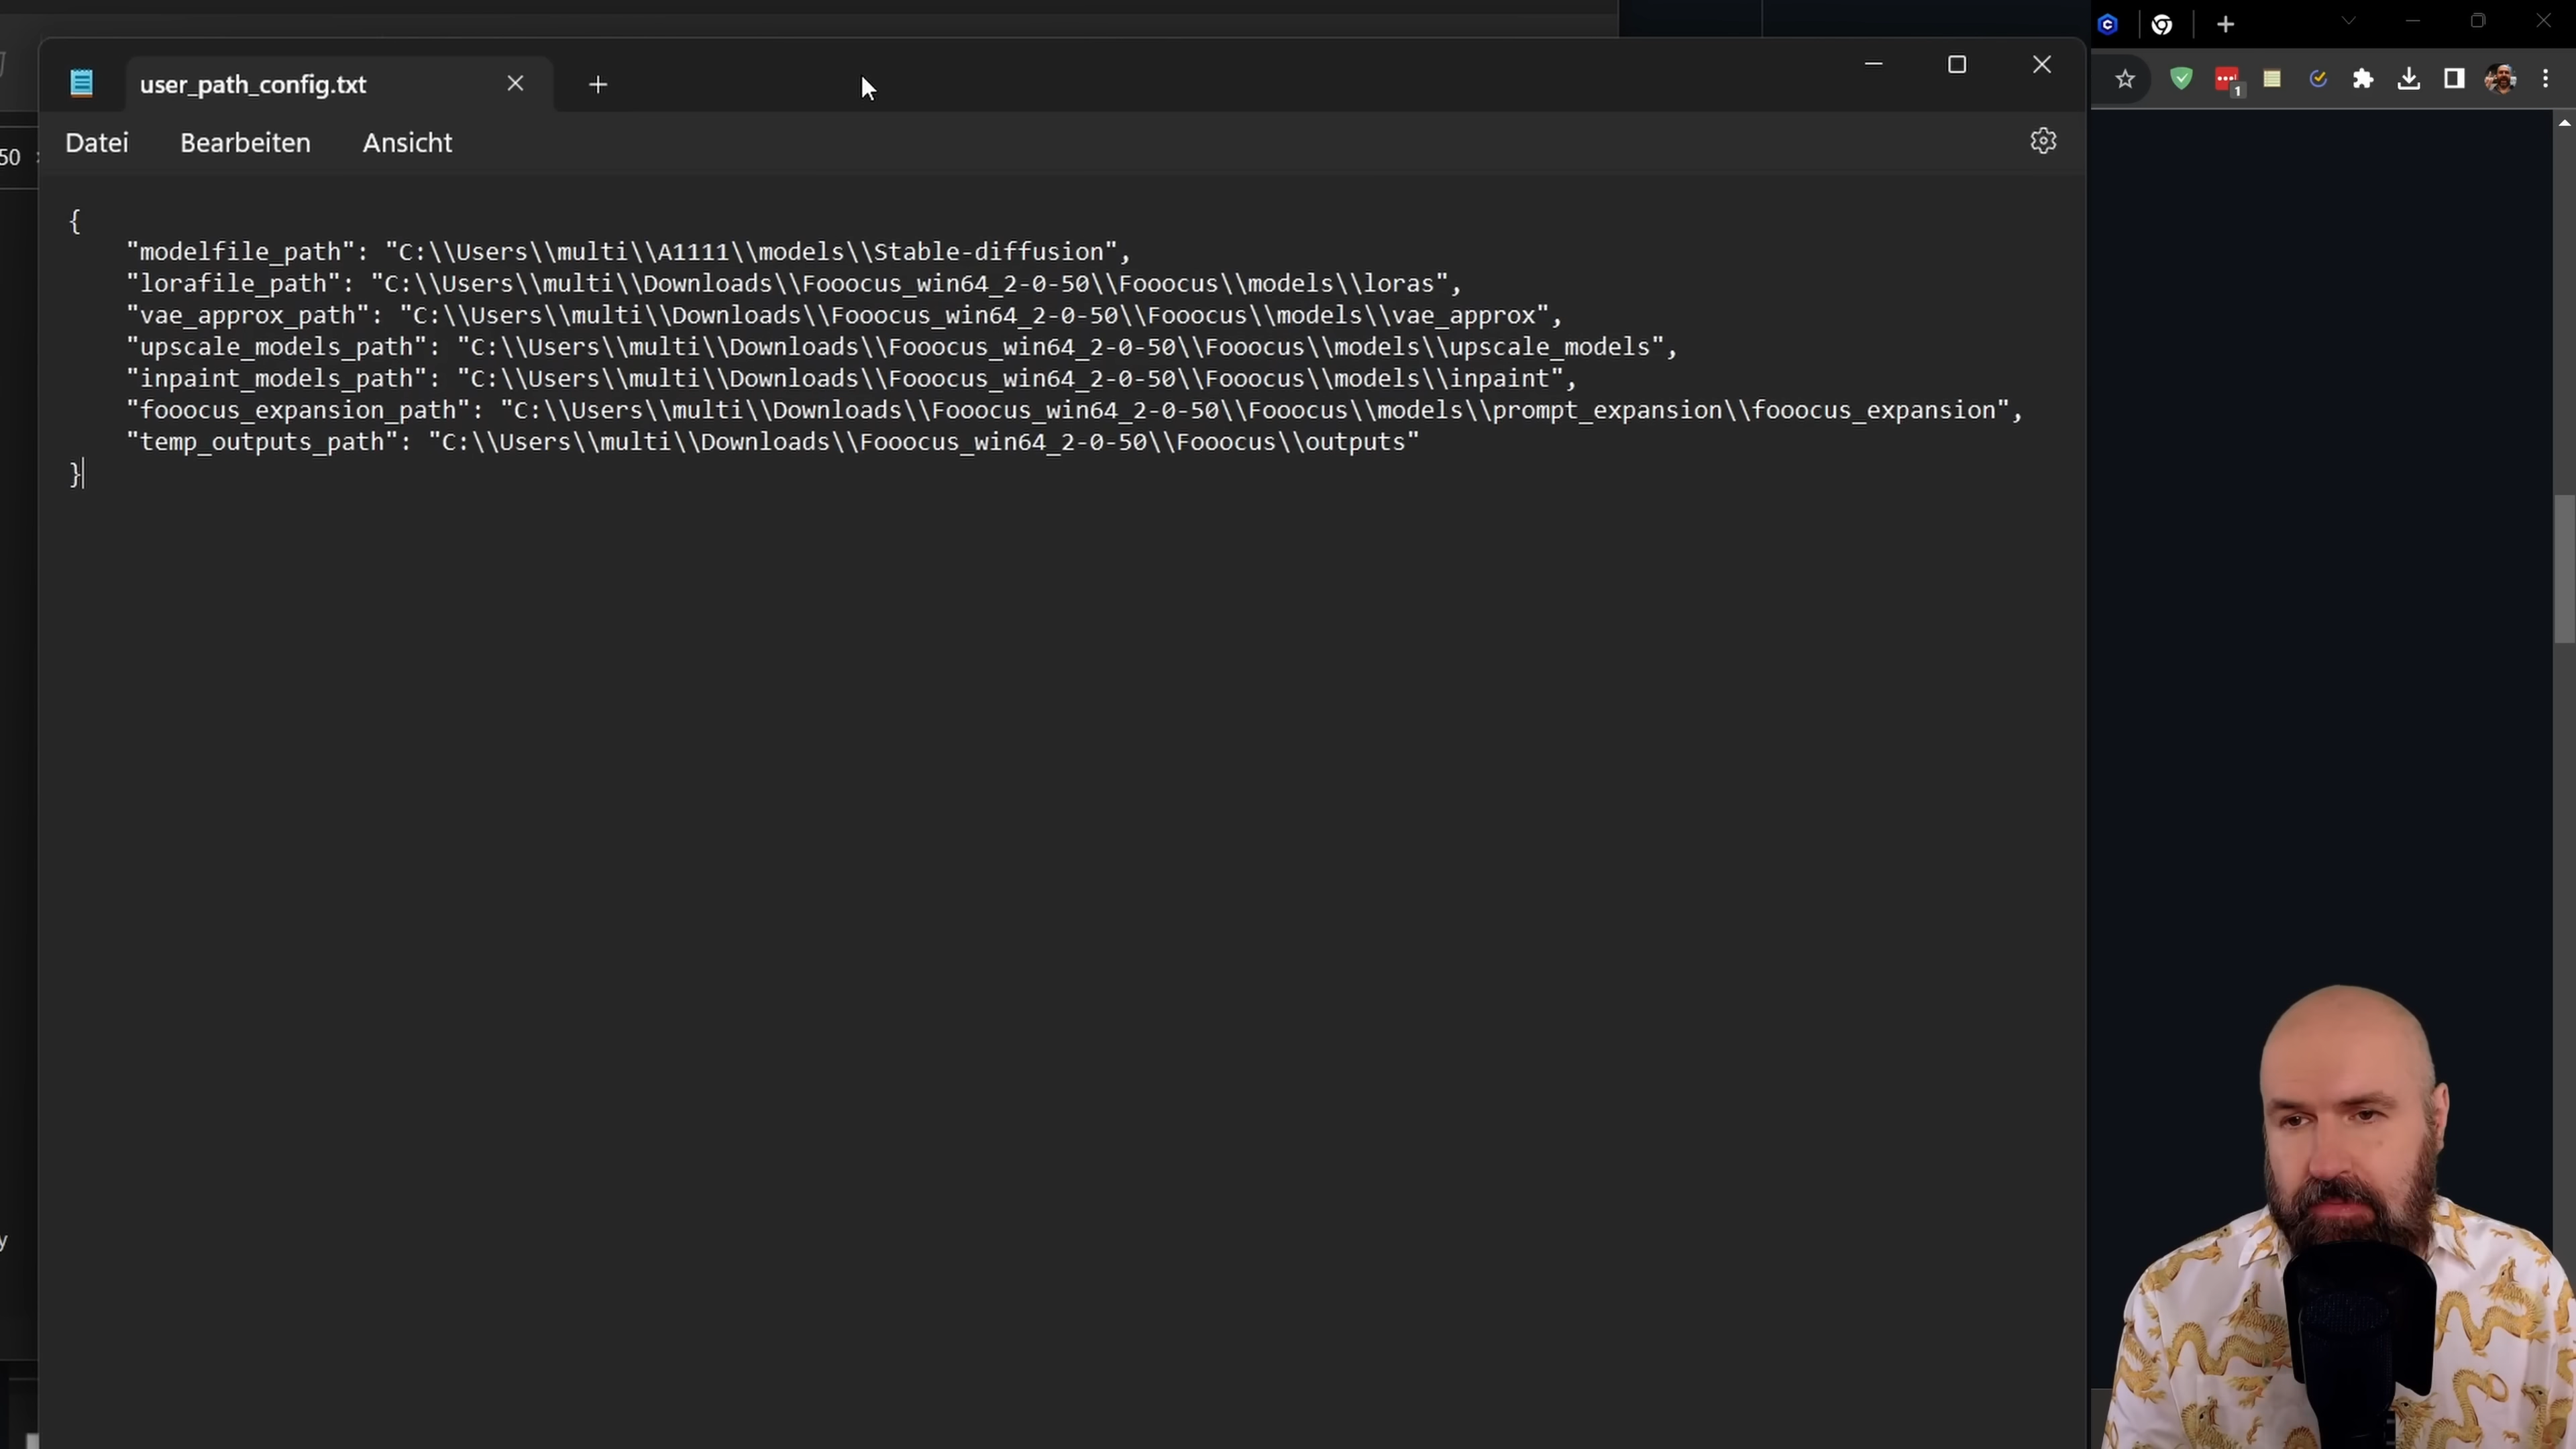 50
user_path_config.txt
1
Datei Bearbeiten Ansicht
{
"modelfile_path": "C:\\Users\\multi\\A1111\\models\\Stable-diffusion",
"lorafile_path": "C:\\Users\\multi\\Downloads\\Fooocus_win64_2-0-50\\Fooocus\\models\\loras",
"vae_approx_path": "C:\\Users\\multi\\Downloads\\Fooocus_win64_2-0-50\\Fooocus\\models\\vae_approx",
"upscale_models_path": "C:\\Users\\multi\\Downloads\\Fooocus_win64_2-0-50\\Fooocus\\models\\upscale_models",
"inpaint_models_path": "C:\\Users\\multi\\Downloads\\Fooocus_win64_2-0-50\\Fooocus\\models\\inpaint",
"fooocus_expansion_path": "C:\\Users\\multi\\Downloads\\Fooocus_win64_2-0-50\\Fooocus\\models\\prompt_expansion\\fooocus_expansion",
"temp_outputs_path": "C:\\Users\\multi\\Downloads\\Fooocus_win64_2-0-50\\Fooocus\\outputs"
}
y